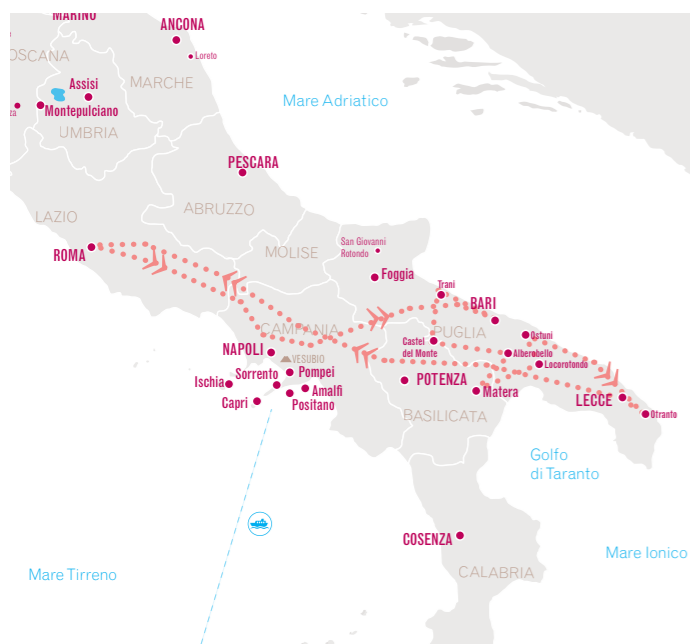 MARINO
ANCONA
Loreto
OSCANA
MARCHE
Assisi
Montepulciano
UMBRIA
Mare Adriatico
PESCARA
ABRUZZO
LAZIO
ROMA
MOLISE
San Giovanni
Rotondo
Foggia
Trani
BARI
CAMPANIA
PUGLIA
Ostuni
Castel
del Monte
Alberobello
Locorotondo
NAPOLI
VESUBIO
Pompei
Ischia
Sorrento
Amalfi
Capri
Positano
POTENZA
Matera
LECCE
Otranto
BASILICATA
Golfo
di Taranto
COSENZA
Mare Ionico
Mare Tirreno
CALABRIA